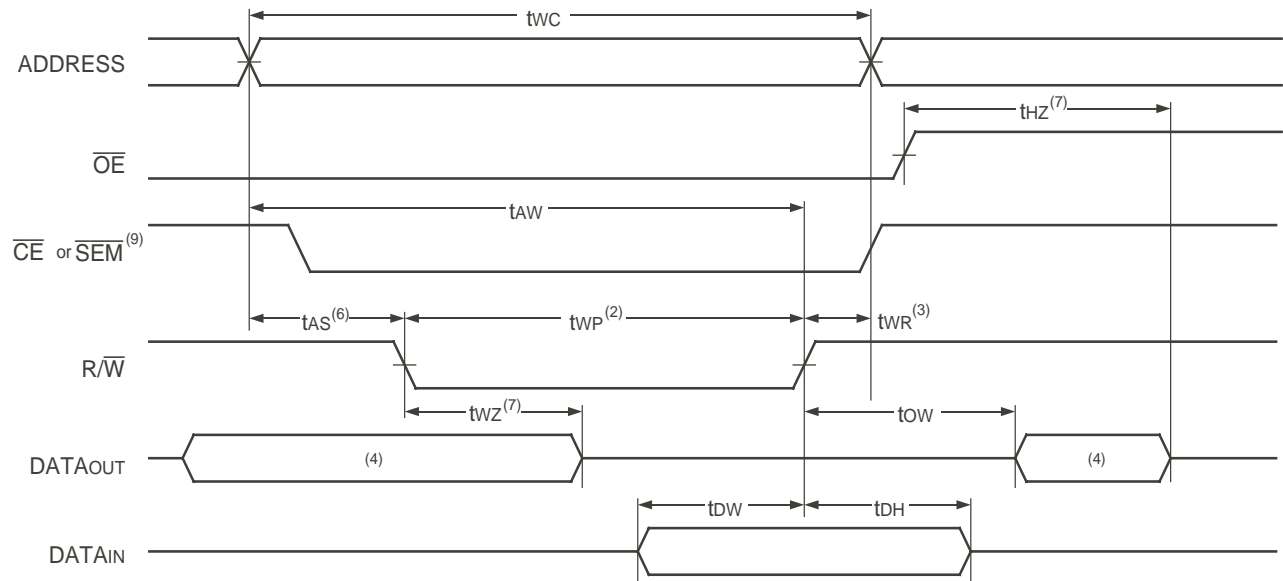 tWC
ADDRESS
tHZ(7)
OE
tAW
CE or SEM(9)
tAS(6) tWP(2) tWR(3)
R/W
tWZ(7) tOW
DATAOUT (4) (4)
tDW tDH
DATAIN